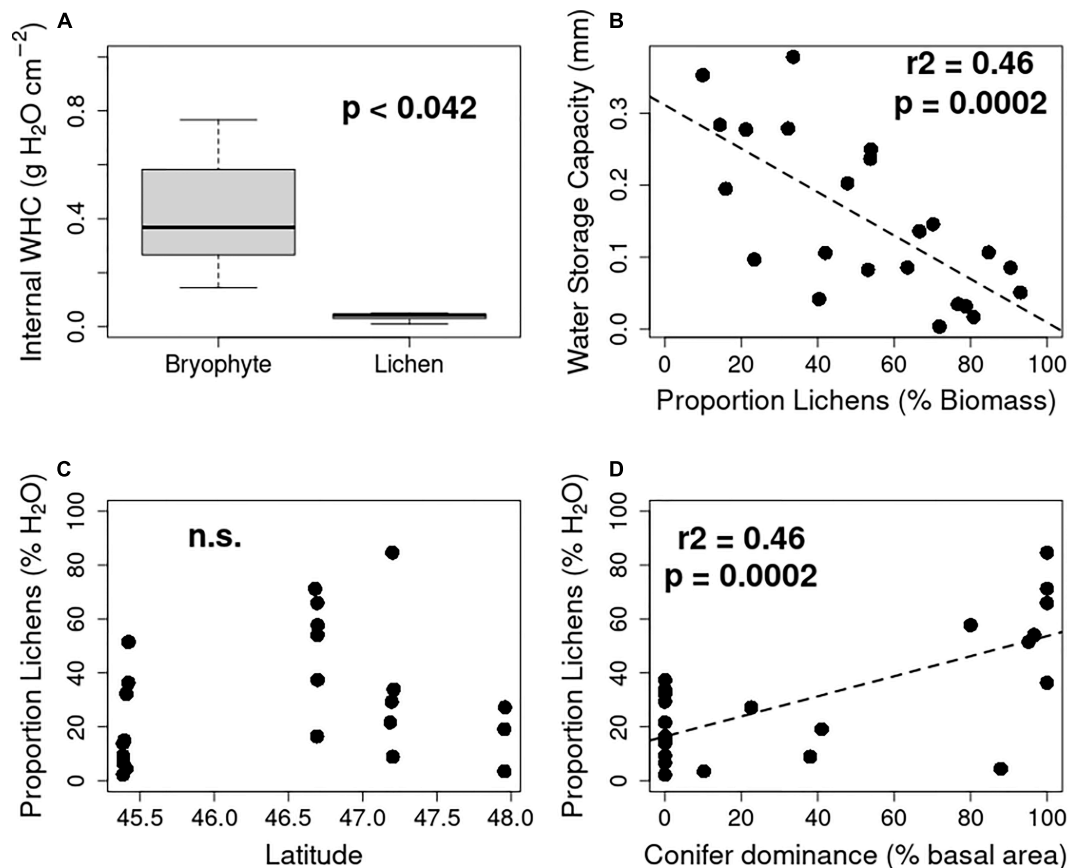 A
Internal WHC (g H₂O cm⁻²)
0.0 0.4 0.8
p < 0.042
Bryophyte Lichen
B
Water Storage Capacity (mm)
0.0 0.1 0.2 0.3
r2 = 0.46
p = 0.0002
0 20 40 60 80 100
Proportion Lichens (% Biomass)
C
Proportion Lichens (% H₂O)
0 20 40 60 80 100
n.s.
45.5 46.0 46.5 47.0 47.5 48.0
Latitude
D
Proportion Lichens (% H₂O)
0 20 40 60 80 100
r2 = 0.46
p = 0.0002
0 20 40 60 80 100
Conifer dominance (% basal area)